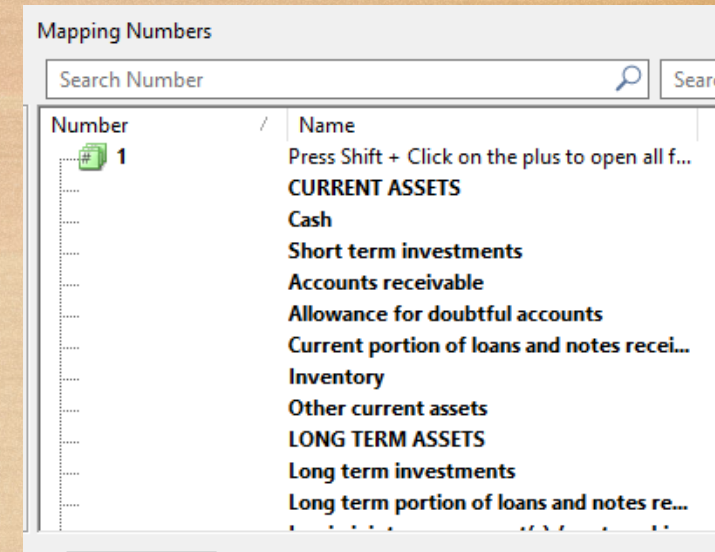 Mapping Numbers
Search Number
Number / Name
# 1 Press Shift + Click on the plus to open all f...
CURRENT ASSETS
Cash
Short term investments
Accounts receivable
Allowance for doubtful accounts
Current portion of loans and notes recei...
Inventory
Other current assets
LONG TERM ASSETS
Long term investments
Long term portion of loans and notes re...